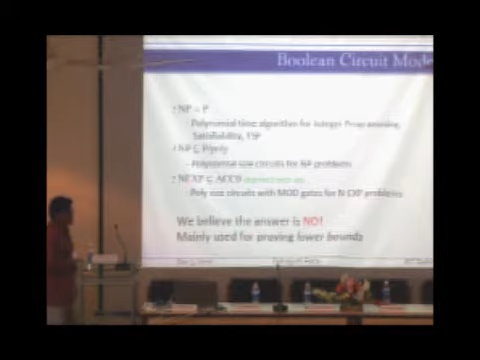 Boolean Circuit Mode
? NP = P
- Polynomial time algorithm for Integer Programming,
Satisfiability, TSP
? NP ⊆ P/poly
- Polynomial size circuits for NP problems
? NEXP ⊆ ACC0
- Poly size circuits with MOD gates for N EXP problems
We believe the answer is NO!
Mainly used for proving lower bounds